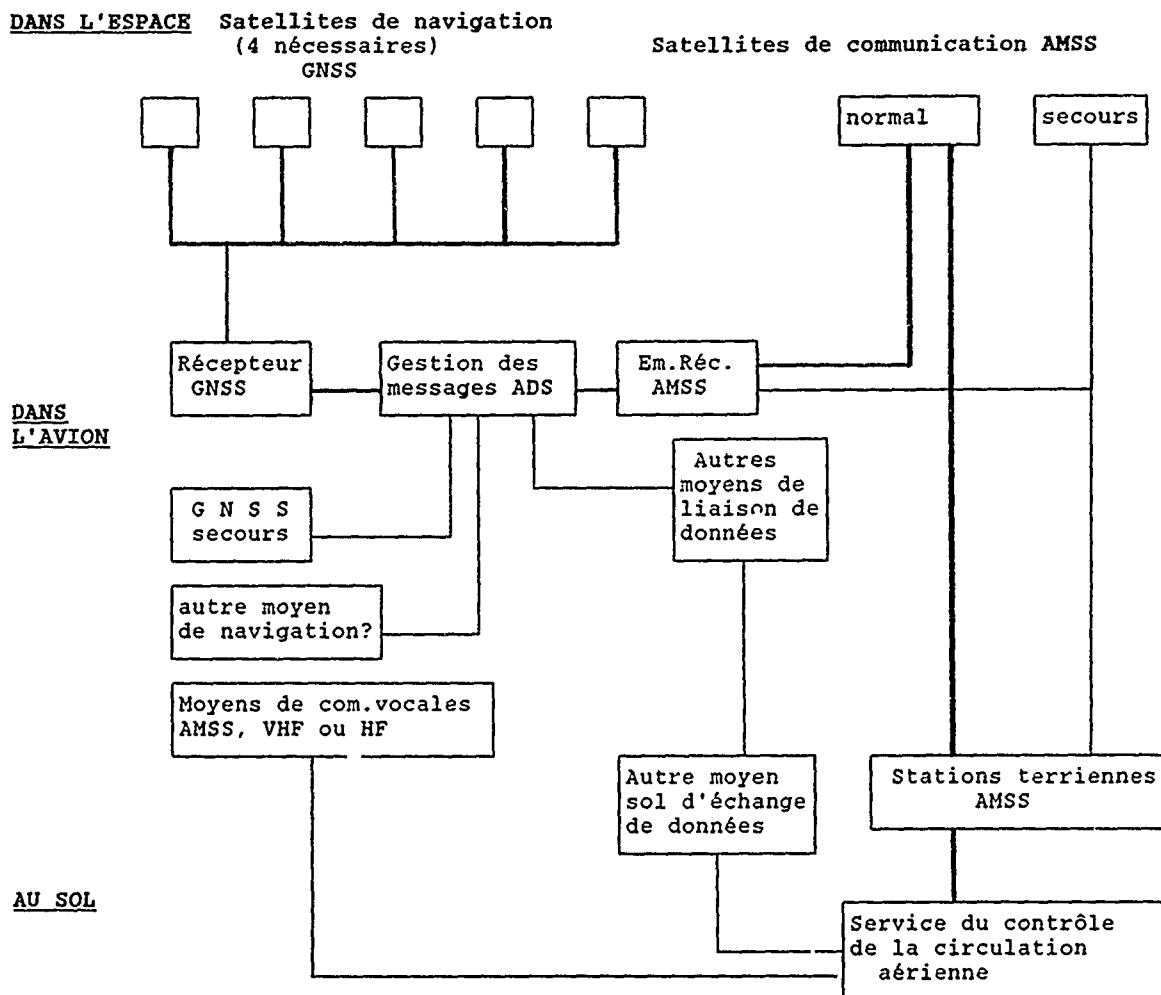 DANS L'ESPACE Satellites de navigation
(4 nécessaires)
GNSS
Satellites de communication AMSS
normal
secours
Récepteur
GNSS
Gestion des
messages ADS
Em.Réc.
AMSS
DANS
L'AVION
Autres
moyens de
liaison de
données
G N S S
secours
autre moyen
de navigation?
Moyens de com.vocales
AMSS, VHF ou HF
Autre moyen
sol d'échange
de données
Stations terriennes
AMSS
AU SOL
Service du contrôle
de la circulation
aérienne